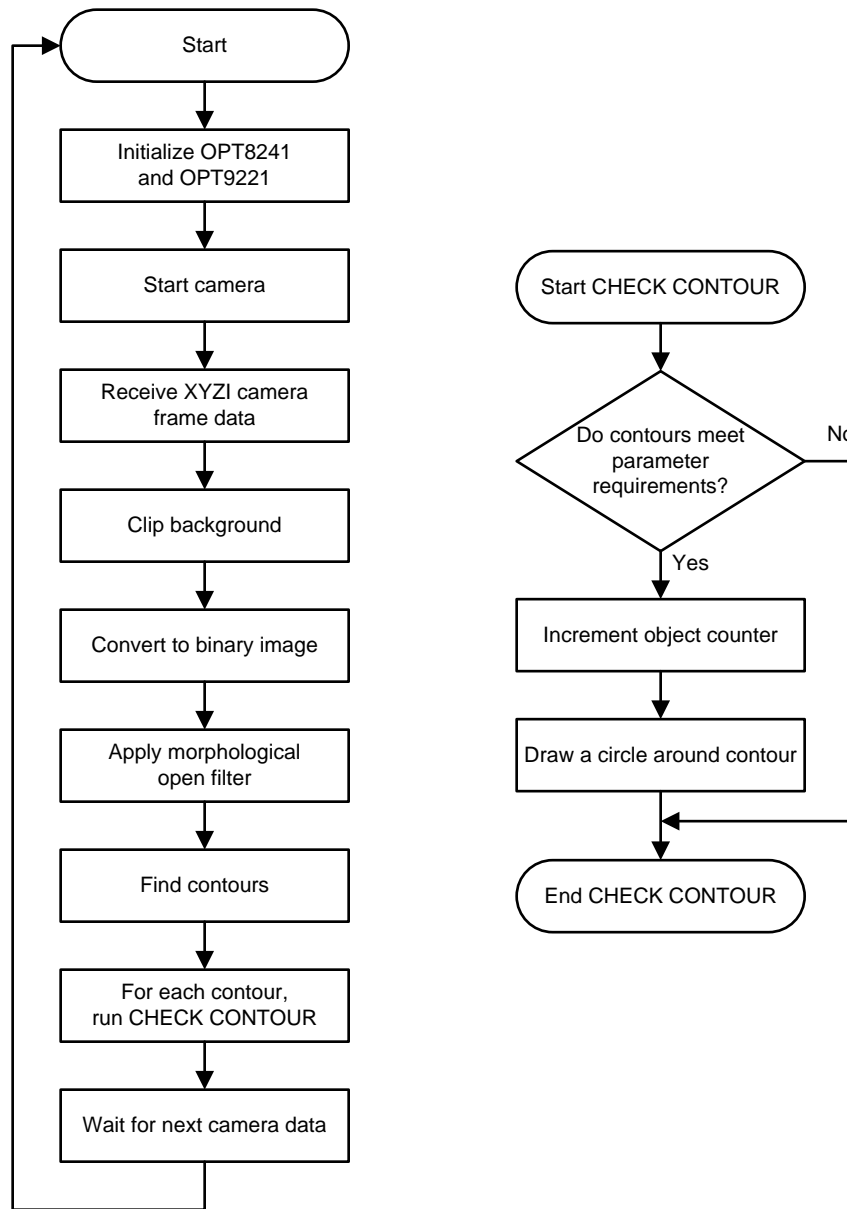 Start
Initialize OPT8241
and OPT9221
Start camera
Receive XYZI camera
frame data
Clip background
Convert to binary image
Apply morphological
open filter
Find contours
For each contour,
run CHECK CONTOUR
Wait for next camera data
Start CHECK CONTOUR
Do contours meet
parameter
requirements?
No
Yes
Increment object counter
Draw a circle around contour
End CHECK CONTOUR